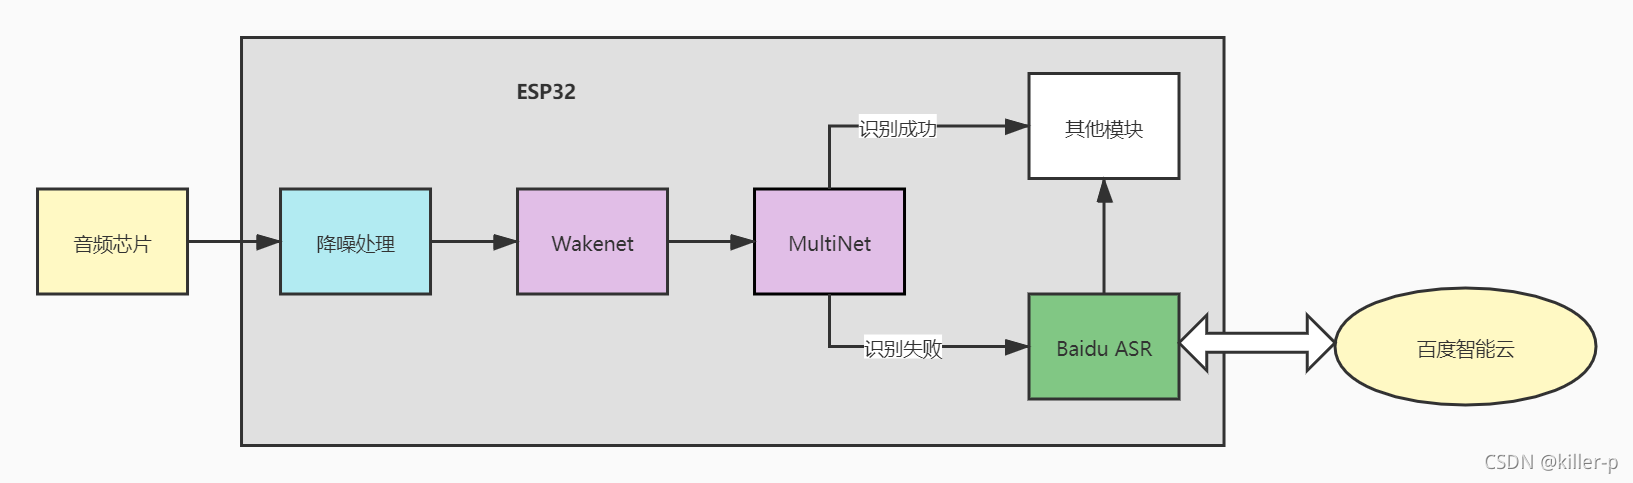 ESP32
音频芯片
降噪处理
Wakenet
MultiNet
识别成功
其他模块
识别失败
Baidu ASR
百度智能云
CSDN @killer-p